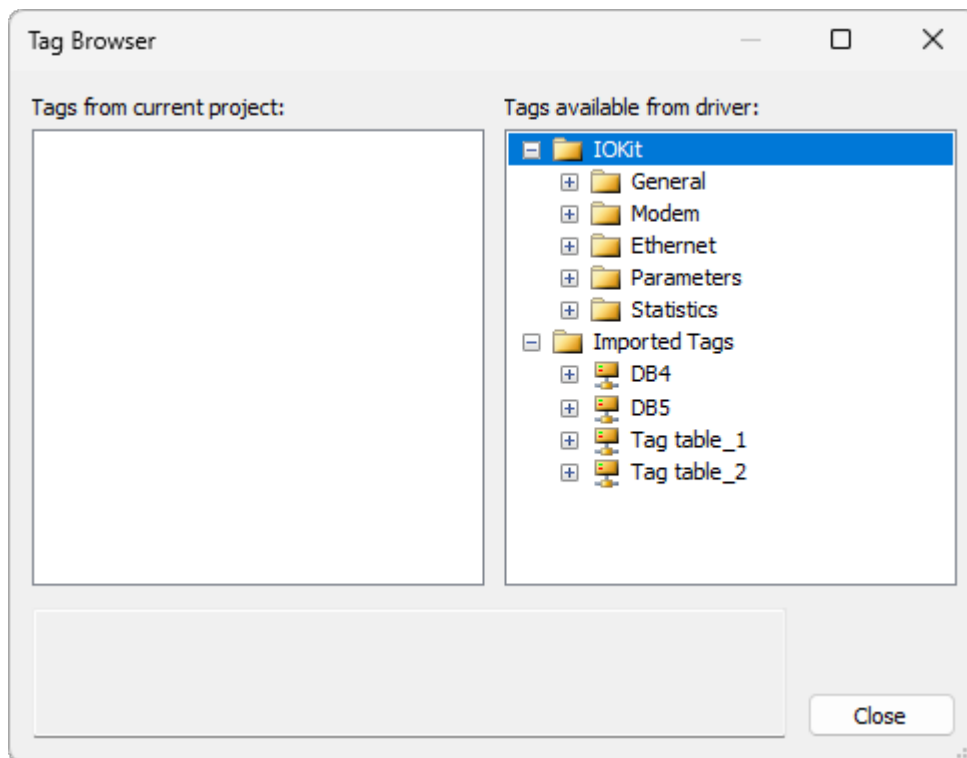 Tag Browser
Tags from current project:
Tags available from driver:
IOKit
General
Modem
Ethernet
Parameters
Statistics
Imported Tags
DB4
DB5
Tag table_1
Tag table_2
Close